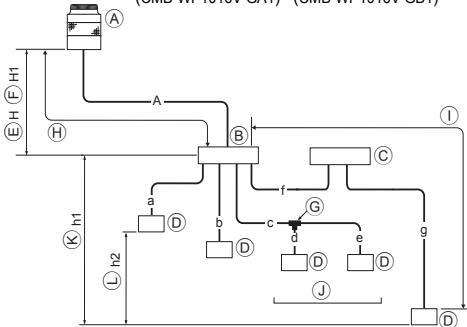 (CMB-WP1016V-GA1) (CMB-WP1016V-GB1)
A
E H F H1
H
A
B
I
C
f
a
b
c
G
d
e
g
K h1
L h2
D
D
D
D
J
D